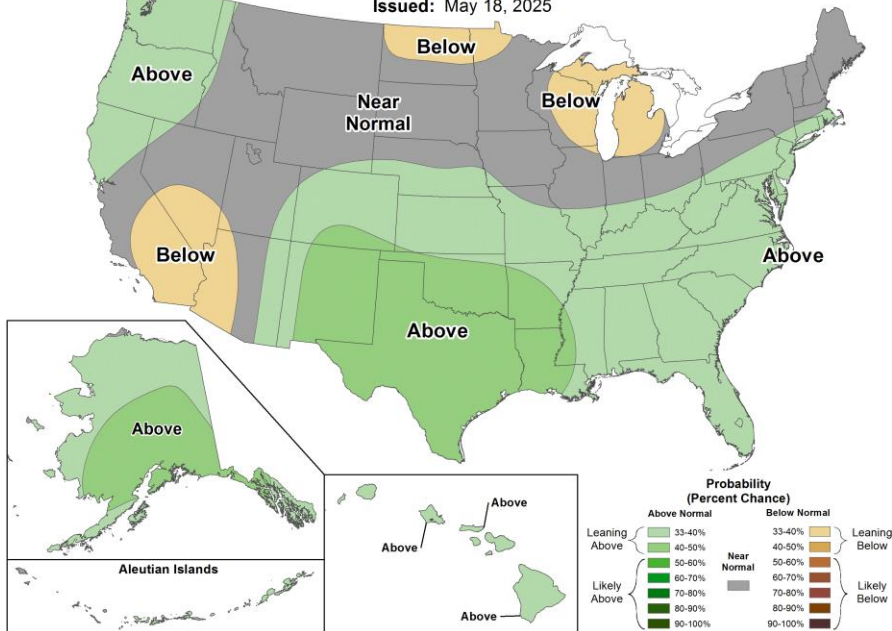 Issued: May 18, 2025
Below
Above
Near
Normal
Below
Below
Above
Above
Above
Aleutian Islands
Above
Above
Above
Probability
(Percent Chance)
Above Normal
Below Normal
Leaning
Above
33-40%
40-50%
50-60%
60-70%
70-80%
80-90%
90-100%
Likely
Above
Near
Normal
33-40%
40-50%
50-60%
60-70%
70-80%
80-90%
90-100%
Leaning
Below
Likely
Below